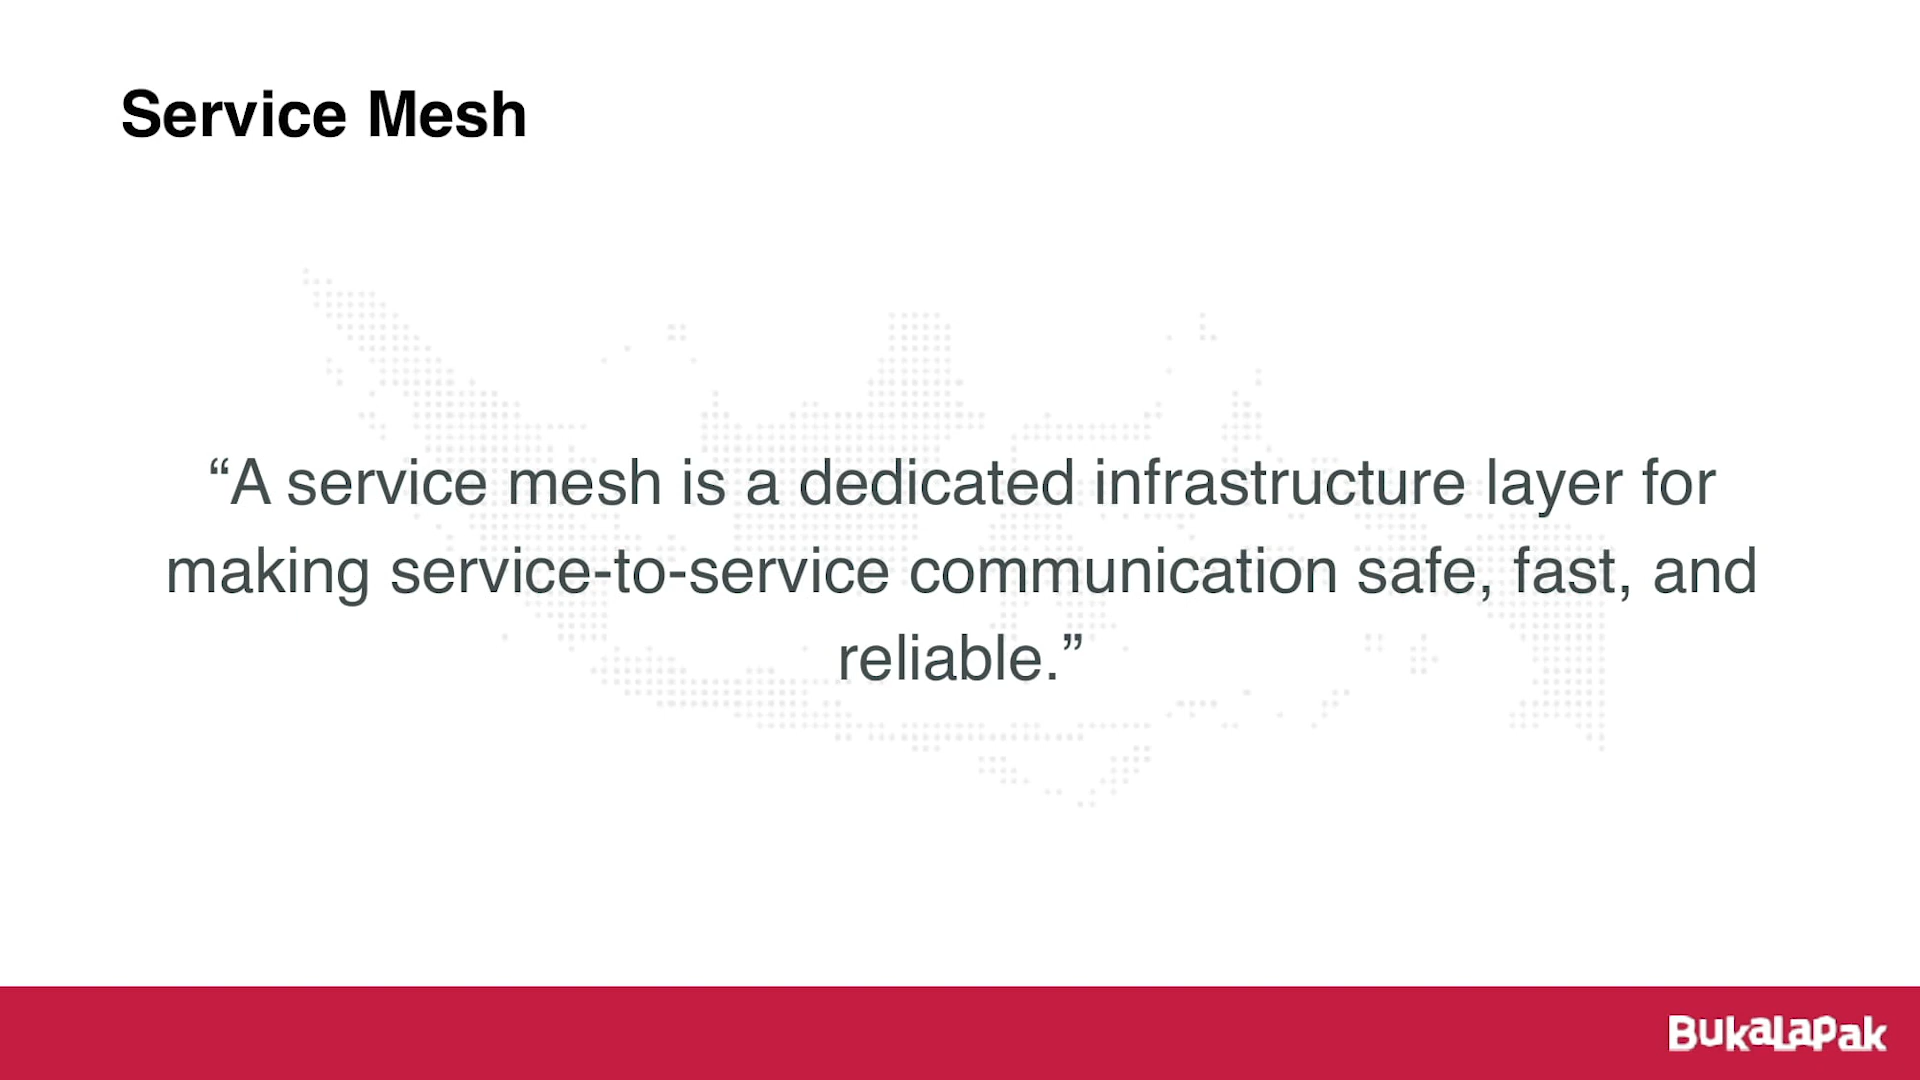 Service Mesh
“A service mesh is a dedicated infrastructure layer for
making service-to-service communication safe, fast, and
reliable.”
BukaLapak